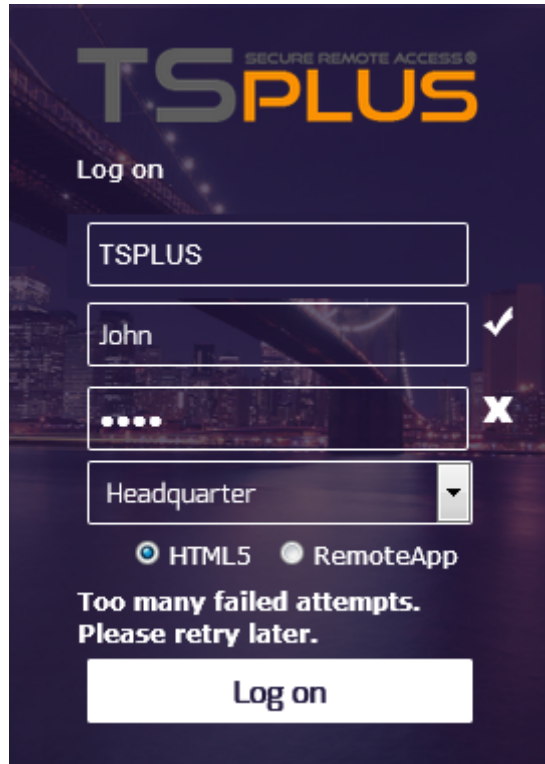 SECURE REMOTE ACCESS®
TSPLUS
Log on
TSPLUS
John
••••
Headquarter
HTML5 RemoteApp
Too many failed attempts.
Please retry later.
Log on